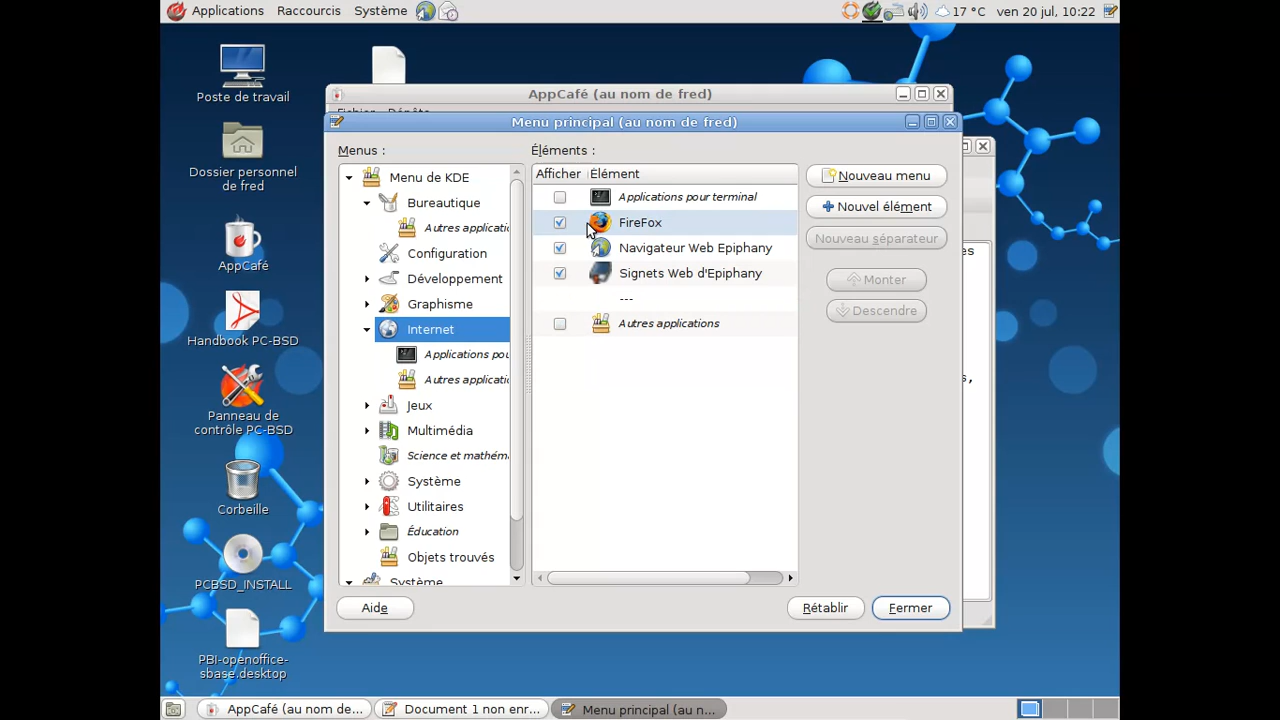 Applications Raccourcis Système 17 °C ven 20 jul, 10:22
Poste de travail
Dossier personnel
de fred
AppCafé
Handbook PC-BSD
Panneau de
contrôle PC-BSD
Corbeille
PCBSD_INSTALL
PBI-openoffice-
sbase.desktop
AppCafé (au nom de fred)
Menu principal (au nom de fred)
Menus :
Menu de KDE
Bureautique
Autres applicati
Configuration
Développement
Graphisme
Internet
Applications pou
Autres applicati
Jeux
Multimédia
Science et mathém
Système
Utilitaires
Éducation
Objets trouvés
Système
Éléments :
Afficher Élément
Applications pour terminal
FireFox
Navigateur Web Epiphany
Signets Web d'Epiphany
---
Autres applications
Nouveau menu
Nouvel élément
Nouveau séparateur
Monter
Descendre
Aide
Rétablir
Fermer
AppCafé (au nom de... Document 1 non enr... Menu principal (au n...